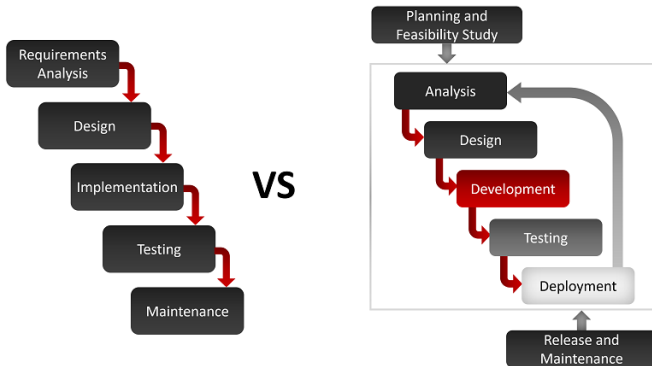 Requirements
Analysis
Design
Implementation
Testing
Maintenance
VS
Planning and
Feasibility Study
Analysis
Design
Development
Testing
Deployment
Release and
Maintenance